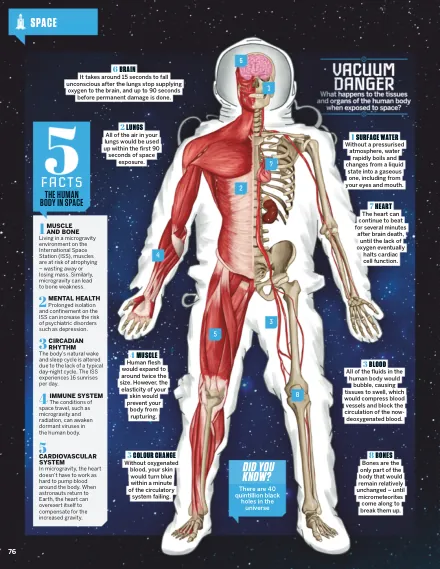 SPACE
6 BRAIN
It takes around 15 seconds to fall
unconscious after the lungs stop supplying
oxygen to the brain, and up to 90 seconds
before permanent damage is done.
VACUUM
DANGER
What happens to the tissues
and organs of the human body
when exposed to space?
2 LUNGS
All of the air in your
lungs would be used
up within the first 90
seconds of space
exposure.
1 SURFACE WATER
Without a pressurised
atmosphere, water
rapidly boils and
changes from a liquid
state into a gaseous
one, including from
your eyes and mouth.
7 HEART
The heart can
continue to beat
for several minutes
after brain death,
until the lack of
oxygen eventually
halts cardiac
cell function.
5
FACTS
THE HUMAN
BODY IN SPACE
1 MUSCLE
AND BONE
Living in a microgravity
environment on the
International Space
Station (ISS), muscles
are at risk of atrophying
– wasting away or
losing mass. Similarly,
microgravity can lead
to bone weakness.
2 MENTAL HEALTH
Prolonged isolation
and confinement on the
ISS can increase the risk
of psychiatric disorders
such as depression.
3 CIRCADIAN
RHYTHM
The body's natural wake
and sleep cycle is altered
due to the lack of a typical
day-night cycle. The ISS
experiences 16 sunrises
per day.
4 IMMUNE SYSTEM
The conditions of
space travel, such as
microgravity and
radiation, can awaken
dormant viruses in
the human body.
5
CARDIOVASCULAR
SYSTEM
In microgravity, the heart
doesn't have to work as
hard to pump blood
around the body. When
astronauts return to
Earth, the heart can
overexert itself to
compensate for the
increased gravity.
4 MUSCLE
Human flesh
would expand to
around twice the
size. However, the
elasticity of your
skin would
prevent your
body from
rupturing.
3 BLOOD
All of the fluids in the
human body would
bubble, causing
tissues to swell, which
would compress blood
vessels and block the
circulation of the now-
deoxygenated blood.
5 COLOUR CHANGE
Without oxygenated
blood, your skin
would turn blue
within a minute
of the circulatory
system failing.
DID YOU
KNOW?
There are 40
quintillion black
holes in the
universe
8 BONES
Bones are the
only part of the
body that would
remain relatively
unchanged – until
micrometeorites
come along to
break them up.
6
1
7
2
4
3
5
8
76